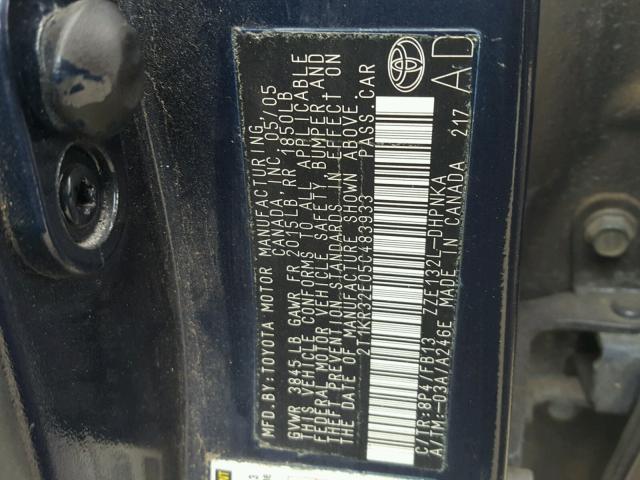 MFD. BY: TOYOTA MOTOR MANUFACTURING
CANADA, INC. 05/05
GVWR 3845LB GAWR FR 2045LB RR 1850LB
THIS VEHICLE CONFORMS TO ALL APPLICABLE
FEDERAL MOTOR VEHICLE SAFETY, BUMPER AND
THEFT PREVENTION STANDARDS IN EFFECT ON
THE DATE OF MANUFACTURE SHOWN ABOVE.
PASS. CAR
C/TR: 8P4/FB13 ZZE132L-DHPNKA
A/TM: -03A/A246E MADE IN CANADA 217
AD